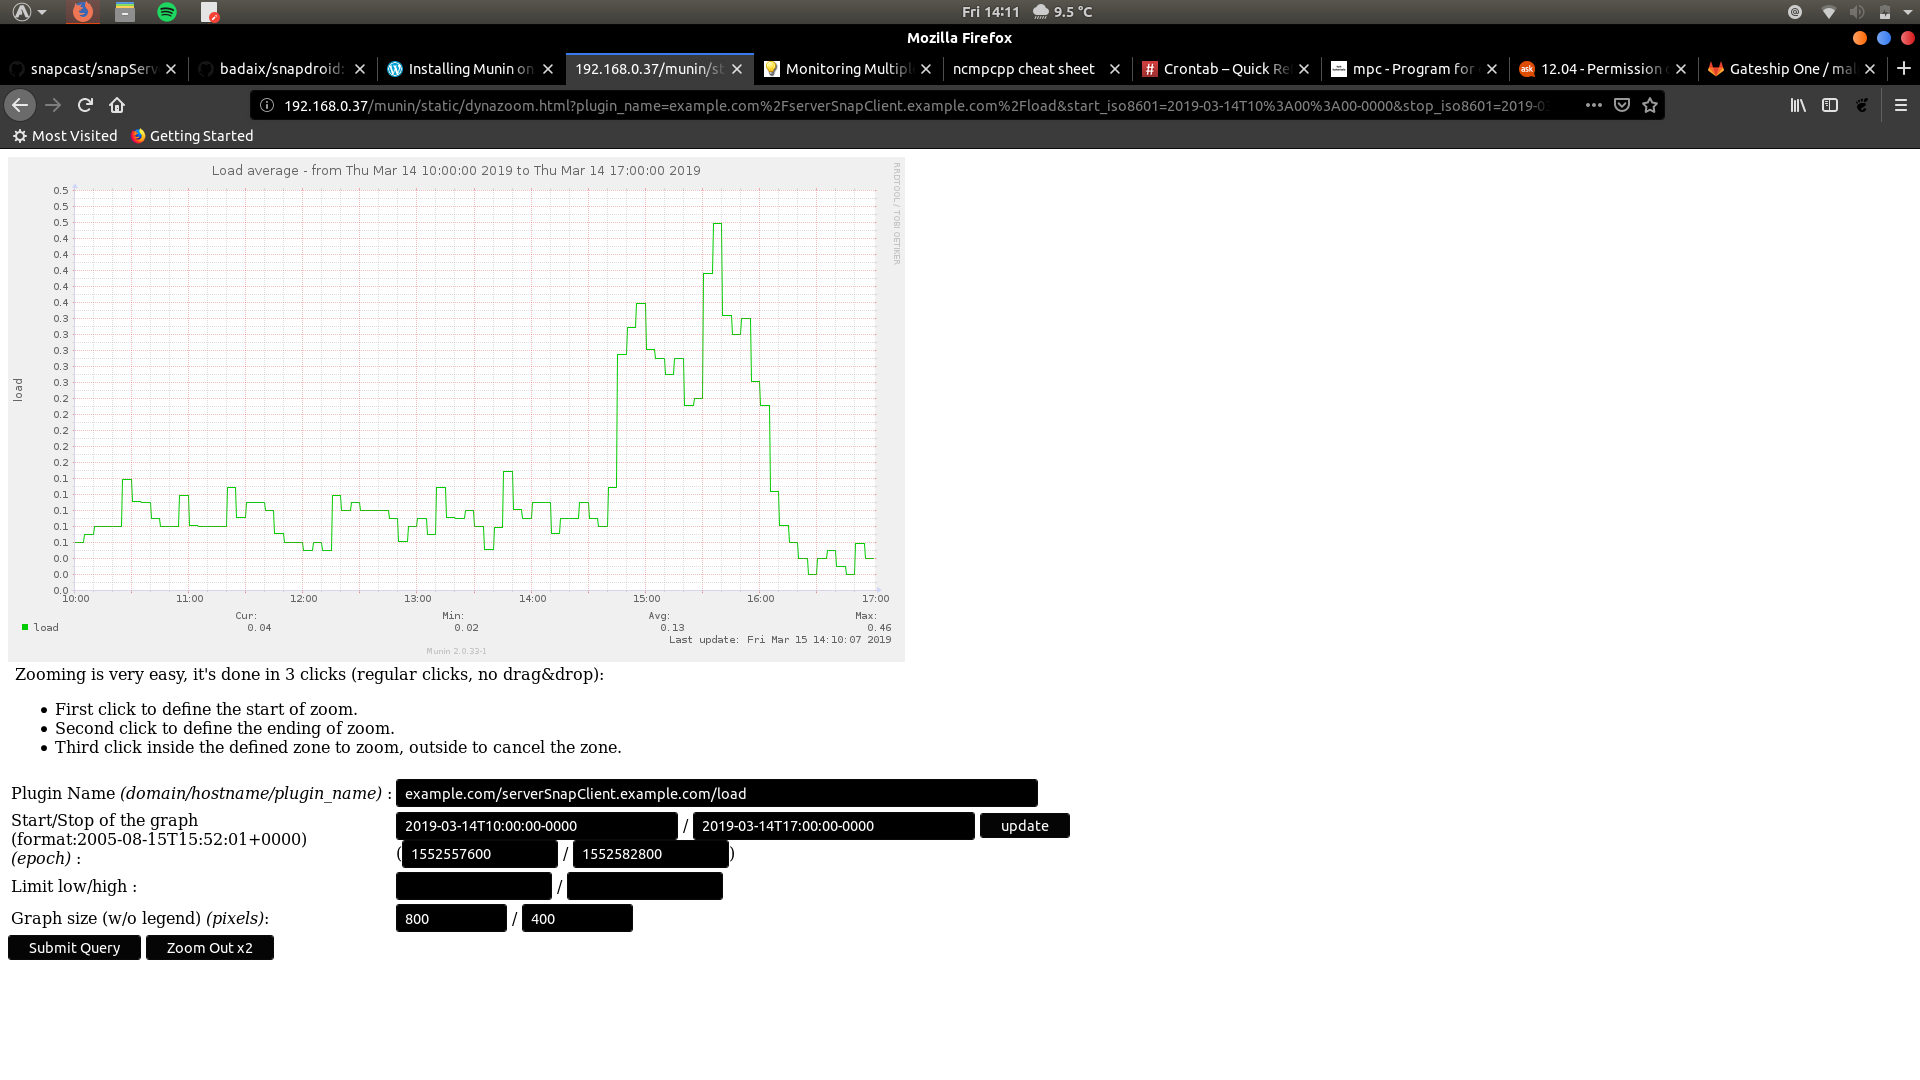 Fri 14:11 9.5 °C
Mozilla Firefox
snapcast/snapServ badaix/snapdroid: Installing Munin on 192.168.0.37/munin/st Monitoring Multipl ncmpcpp cheat sheet # Crontab – Quick Re mpc - Program for ask 12.04 - Permission Gateship One / mal
192.168.0.37/munin/static/dynazoom.html?plugin_name=example.com%2FserverSnapClient.example.com%2Fload&start_iso8601=2019-03-14T10%3A00%3A00-0000&stop_iso8601=2019-03
Most Visited Getting Started
Load average - from Thu Mar 14 10:00:00 2019 to Thu Mar 14 17:00:00 2019
RRDTOOL / TOBI OETIKER
0.5
0.5
0.5
0.4
0.4
0.4
0.4
0.4
0.3
0.3
0.3
0.3
0.3
0.2
0.2
0.2
0.2
0.2
0.1
0.1
0.1
0.1
0.1
0.0
0.0
0.0
load
10:00 11:00 12:00 13:00 14:00 15:00 16:00 17:00
Cur: Min: Avg: Max:
load 0.04 0.02 0.13 0.46
Last update: Fri Mar 15 14:10:07 2019
Munin 2.0.33-1
Zooming is very easy, it's done in 3 clicks (regular clicks, no drag&drop):
• First click to define the start of zoom.
• Second click to define the ending of zoom.
• Third click inside the defined zone to zoom, outside to cancel the zone.
Plugin Name (domain/hostname/plugin_name) : example.com/serverSnapClient.example.com/load
Start/Stop of the graph
(format:2005-08-15T15:52:01+0000)
(epoch) :
2019-03-14T10:00:00-0000 / 2019-03-14T17:00:00-0000 update
(1552557600 / 1552582800)
Limit low/high : /
Graph size (w/o legend) (pixels): 800 / 400
Submit Query Zoom Out x2